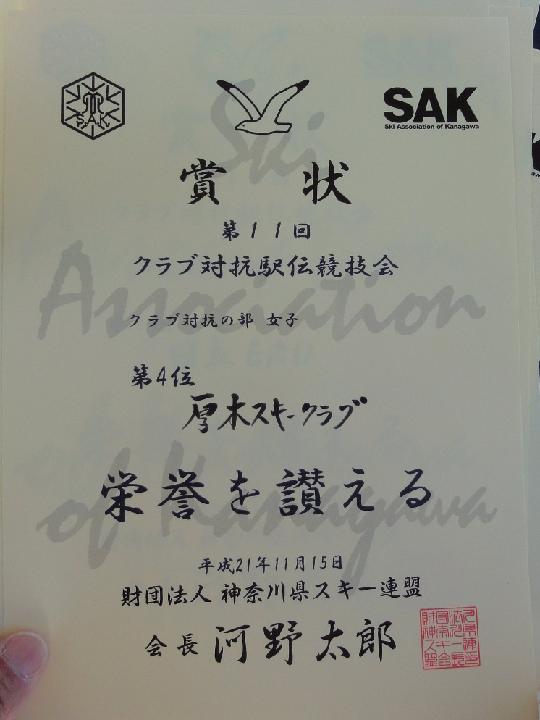 SAK
SAK
Ski Association of Kanagawa
Ski
Association
of Kanagawa
賞状
第11回
クラブ対抗駅伝競技会
クラブ対抗の部 女子
第4位
厚木スキークラブ
栄誉を讃える
平成21年11月15日
財団法人 神奈川県スキー連盟
会長 河野太郎